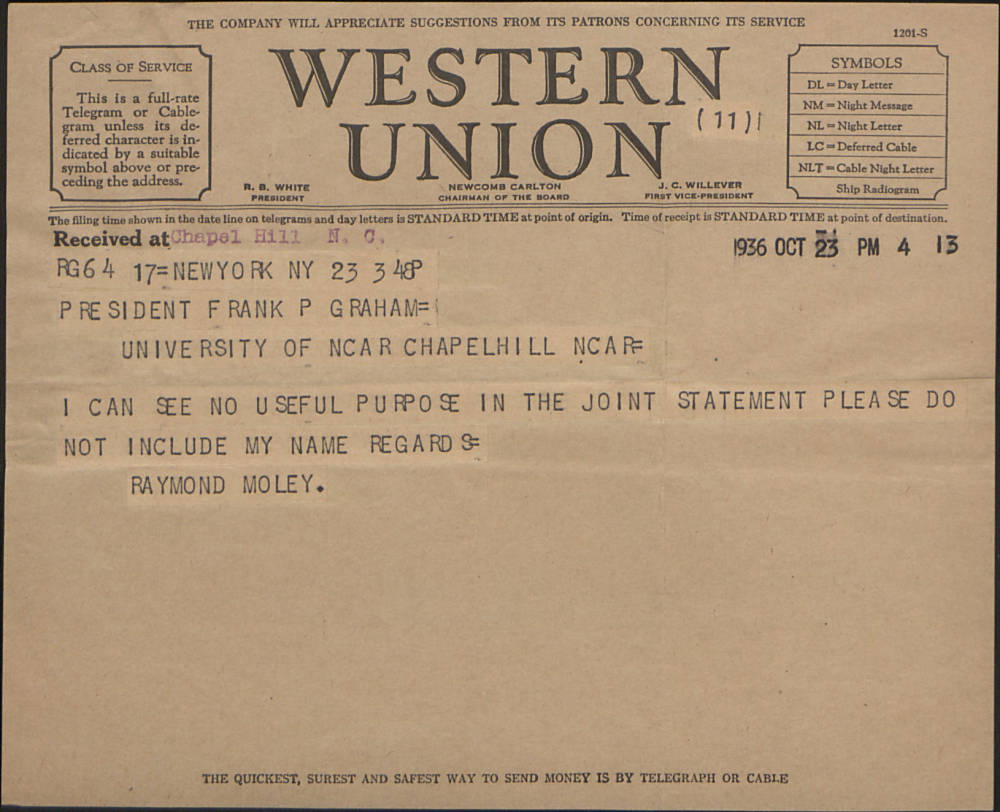 THE COMPANY WILL APPRECIATE SUGGESTIONS FROM ITS PATRONS CONCERNING ITS SERVICE
1201-S
CLASS OF SERVICE
This is a full-rate
Telegram or Cable-
gram unless its de-
ferred character is in-
dicated by a suitable
symbol above or pre-
ceding the address.
WESTERN
UNION
(11)
R. B. WHITE
PRESIDENT
NEWCOMB CARLTON
CHAIRMAN OF THE BOARD
J. C. WILLEVER
FIRST VICE-PRESIDENT
SYMBOLS
DL = Day Letter
NM = Night Message
NL = Night Letter
LC = Deferred Cable
NLT = Cable Night Letter
Ship Radiogram
The filing time shown in the date line on telegrams and day letters is STANDARD TIME at point of origin. Time of receipt is STANDARD TIME at point of destination.
Received at Chapel Hill N. C.
1936 OCT 23 PM 4 13
RG64 17=NEWYORK NY 23 348P
PRESIDENT FRANK P GRAHAM=
UNIVERSITY OF NCAR CHAPELHILL NCAR=
I CAN SEE NO USEFUL PURPOSE IN THE JOINT STATEMENT PLEASE DO
NOT INCLUDE MY NAME REGARDS=
RAYMOND MOLEY.
THE QUICKEST, SUREST AND SAFEST WAY TO SEND MONEY IS BY TELEGRAPH OR CABLE